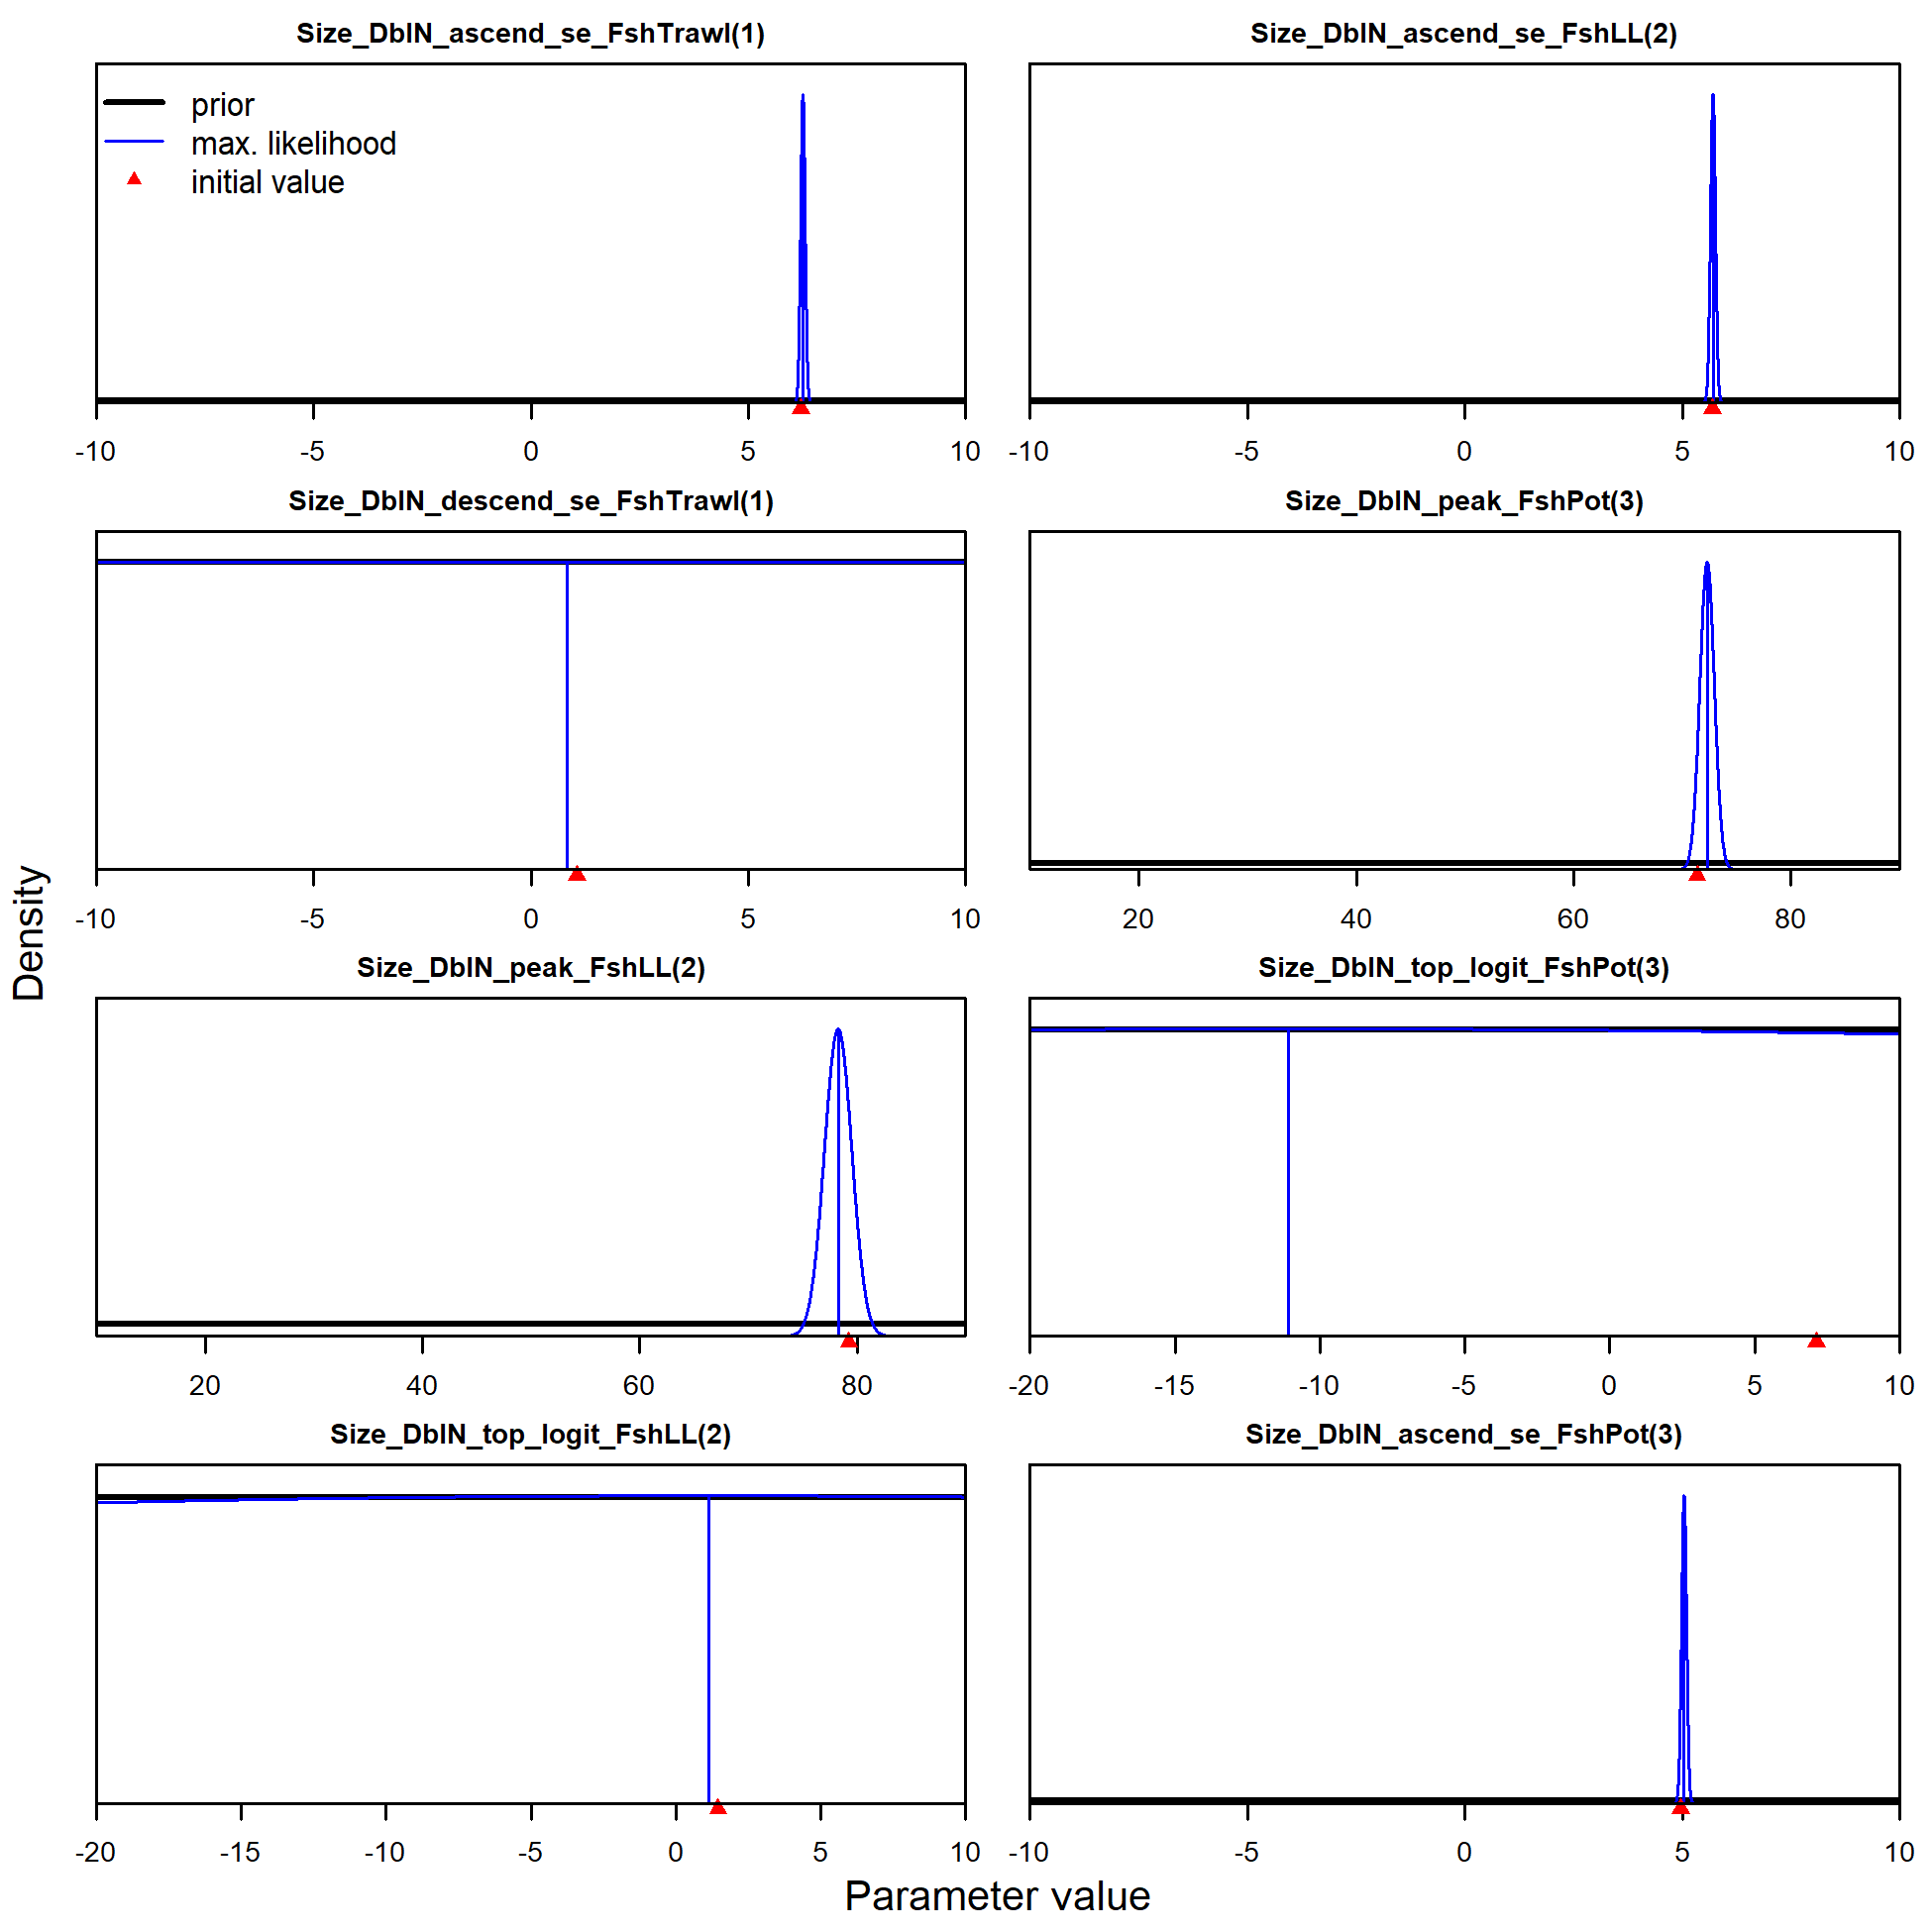 Size_DblN_ascend_se_FshTrawl(1)
prior
max. likelihood
initial value
-10 -5 0 5 10
Size_DblN_ascend_se_FshLL(2)
-10 -5 0 5 10
Size_DblN_descend_se_FshTrawl(1)
-10 -5 0 5 10
Size_DblN_peak_FshPot(3)
20 40 60 80
Size_DblN_peak_FshLL(2)
20 40 60 80
Size_DblN_top_logit_FshPot(3)
-20 -15 -10 -5 0 5 10
Size_DblN_top_logit_FshLL(2)
-20 -15 -10 -5 0 5 10
Size_DblN_ascend_se_FshPot(3)
-10 -5 0 5 10
Density
Parameter value